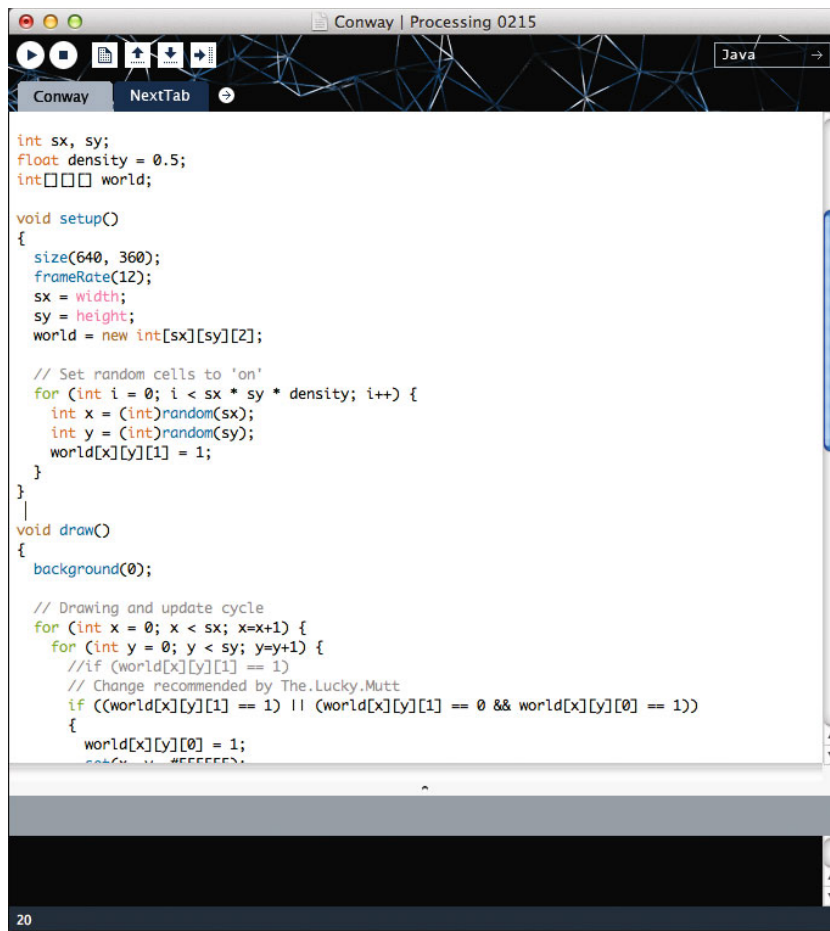 Conway | Processing 0215
Java
Conway NextTab
int sx, sy;
float density = 0.5;
int[][][] world;
void setup()
{
size(640, 360);
frameRate(12);
sx = width;
sy = height;
world = new int[sx][sy][2];
// Set random cells to 'on'
for (int i = 0; i < sx * sy * density; i++) {
int x = (int)random(sx);
int y = (int)random(sy);
world[x][y][1] = 1;
}
}
void draw()
{
background(0);
// Drawing and update cycle
for (int x = 0; x < sx; x=x+1) {
for (int y = 0; y < sy; y=y+1) {
//if (world[x][y][1] == 1)
// Change recommended by The.Lucky.Mutt
if ((world[x][y][1] == 1) || (world[x][y][1] == 0 && world[x][y][0] == 1))
{
world[x][y][0] = 1;
set(x, y, #FFFFFF);
20